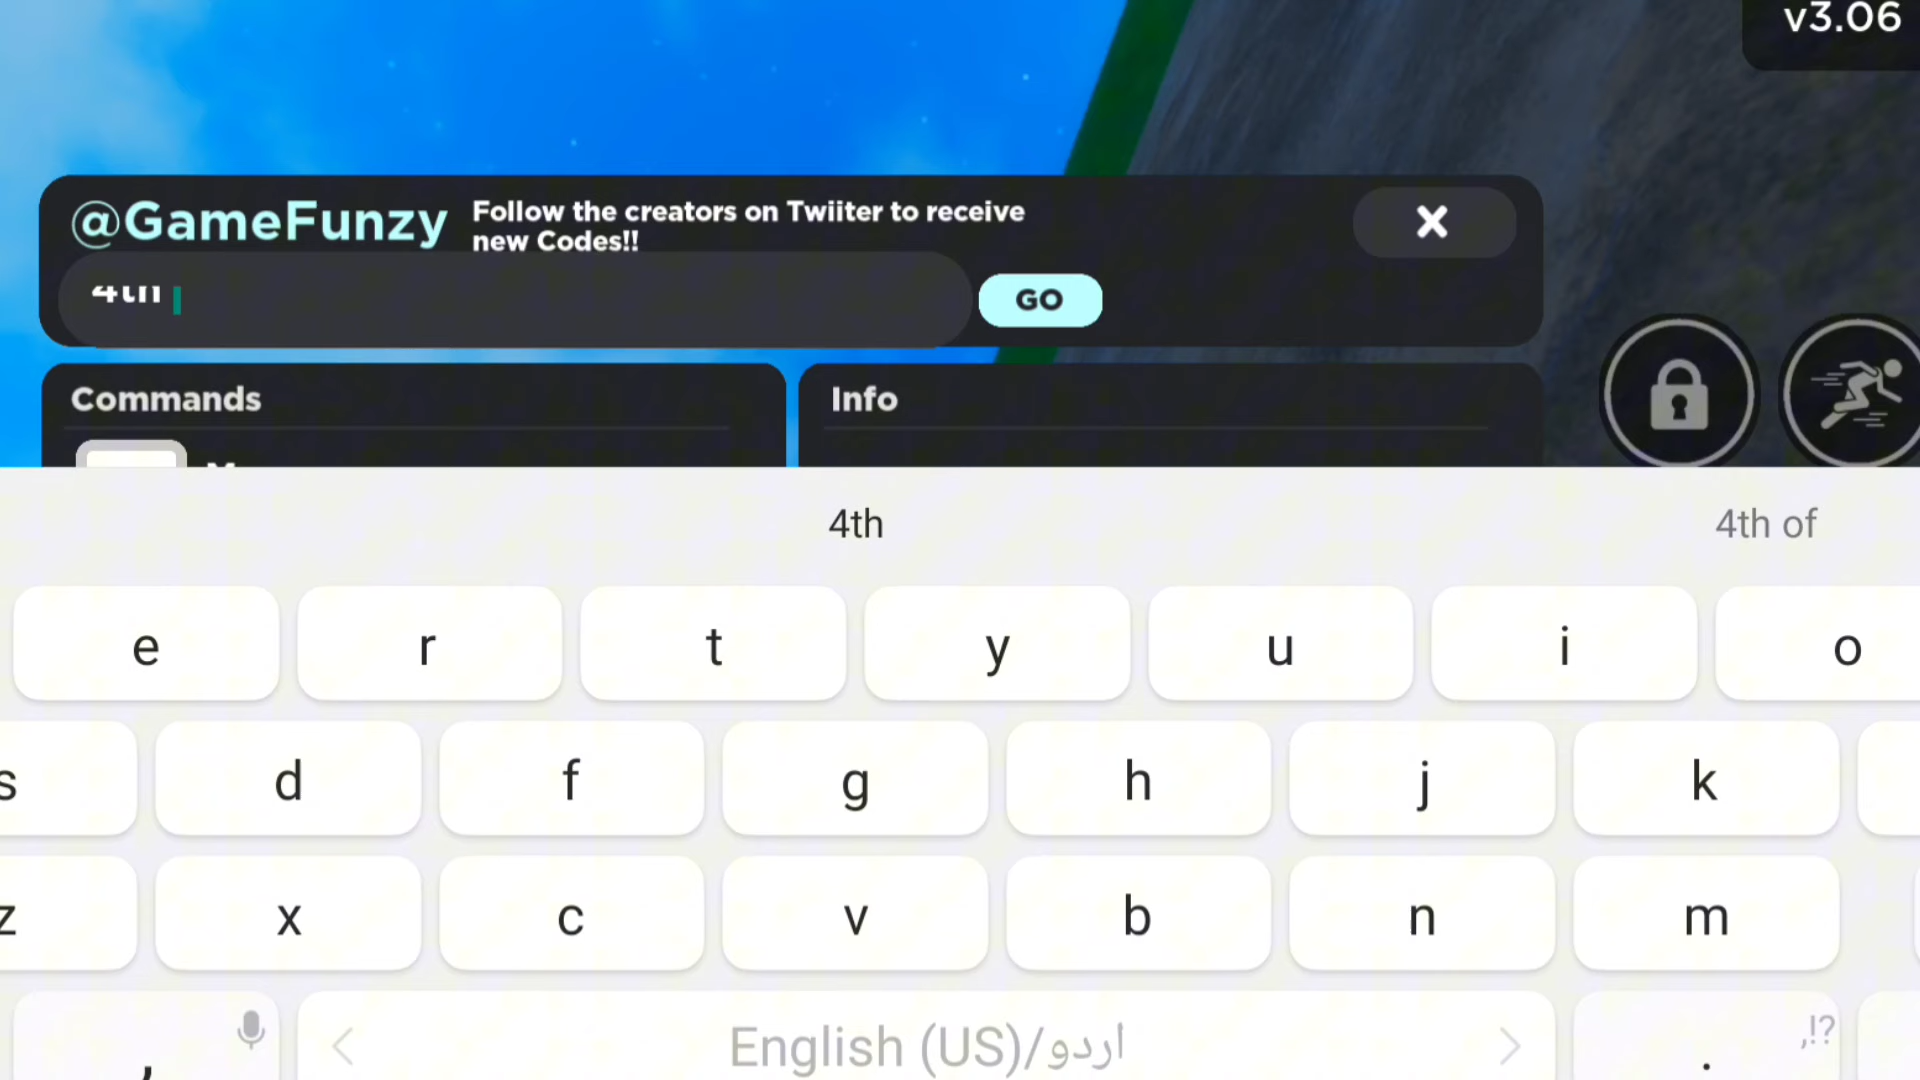 v3.06
@GameFunzy
Follow the creators on Twiiter to receive
new Codes!!
4th
GO
Commands
Info
4th
4th of
e r t y u i o
s d f g h j k
z x c v b n m
,
English (US)/اردو
. ,!?